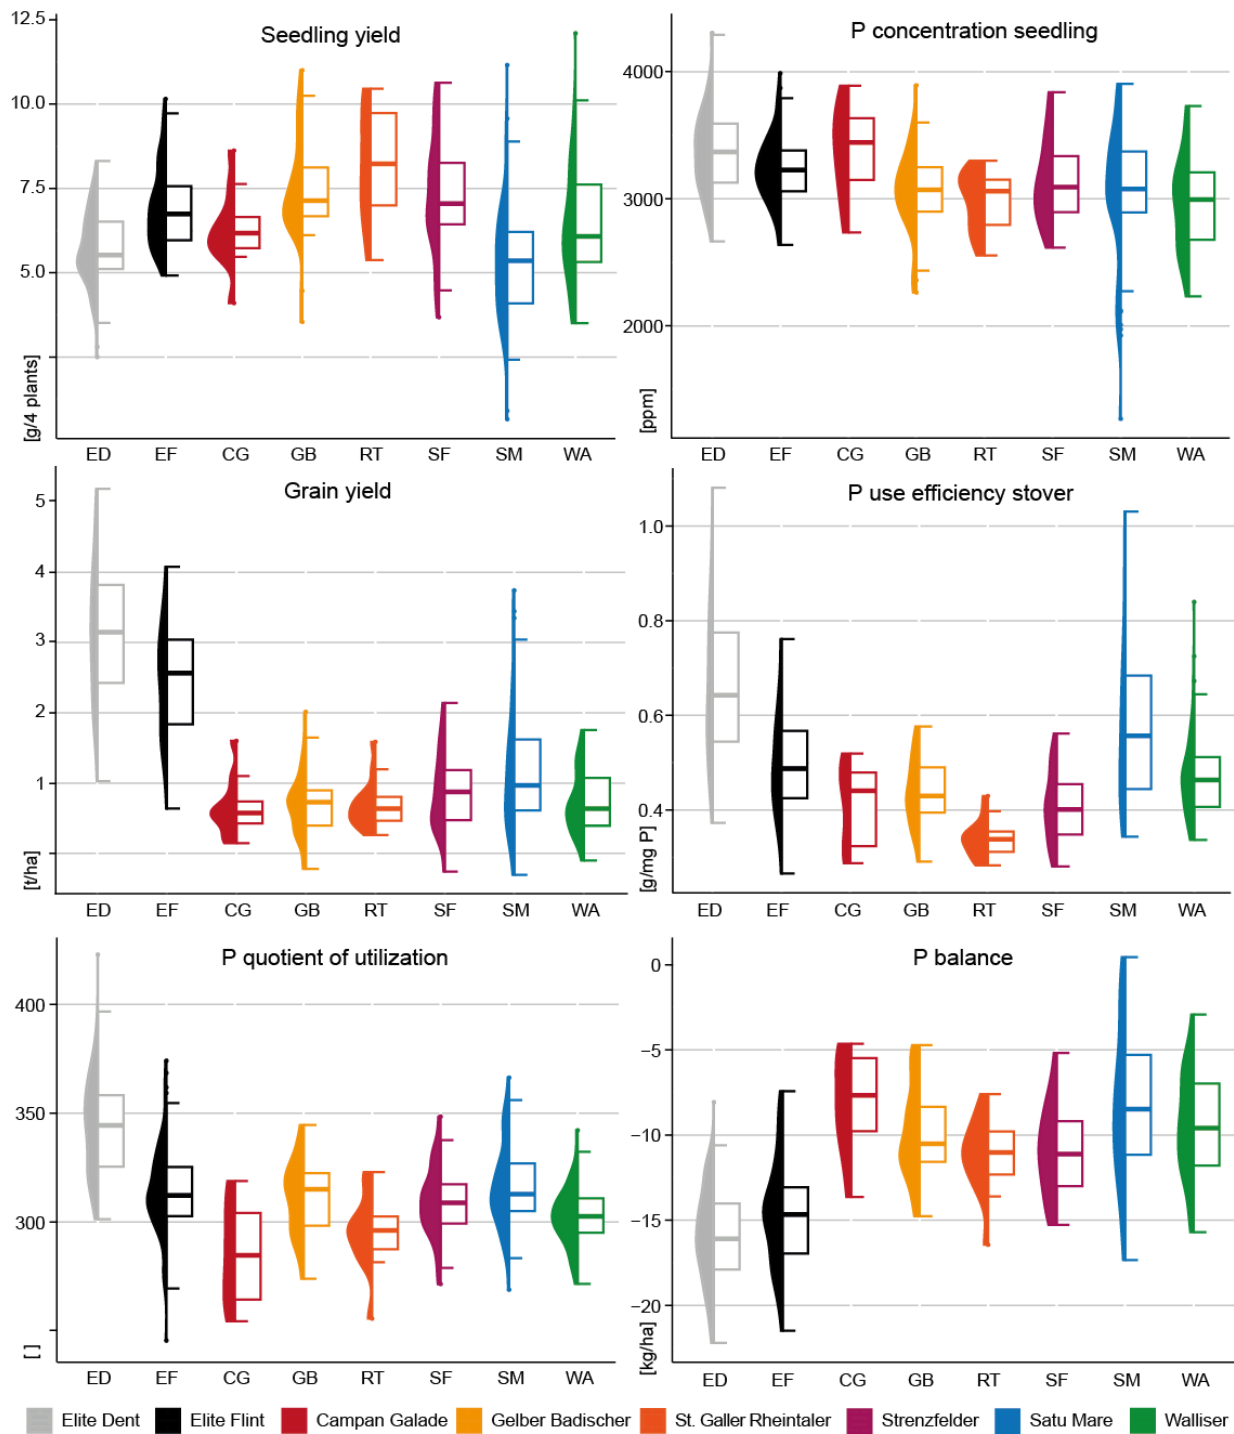 Seedling yield
12.5
10.0
7.5
5.0
[g/4 plants]
ED EF CG GB RT SF SM WA
P concentration seedling
4000
3000
2000
[ppm]
ED EF CG GB RT SF SM WA
Grain yield
5
4
3
2
1
[t/ha]
ED EF CG GB RT SF SM WA
P use efficiency stover
1.0
0.8
0.6
0.4
[g/mg P]
ED EF CG GB RT SF SM WA
P quotient of utilization
400
350
300
[ ]
ED EF CG GB RT SF SM WA
P balance
0
−5
−10
−15
−20
[kg/ha]
ED EF CG GB RT SF SM WA
Elite Dent Elite Flint Campan Galade Gelber Badischer St. Galler Rheintaler Strenzfelder Satu Mare Walliser